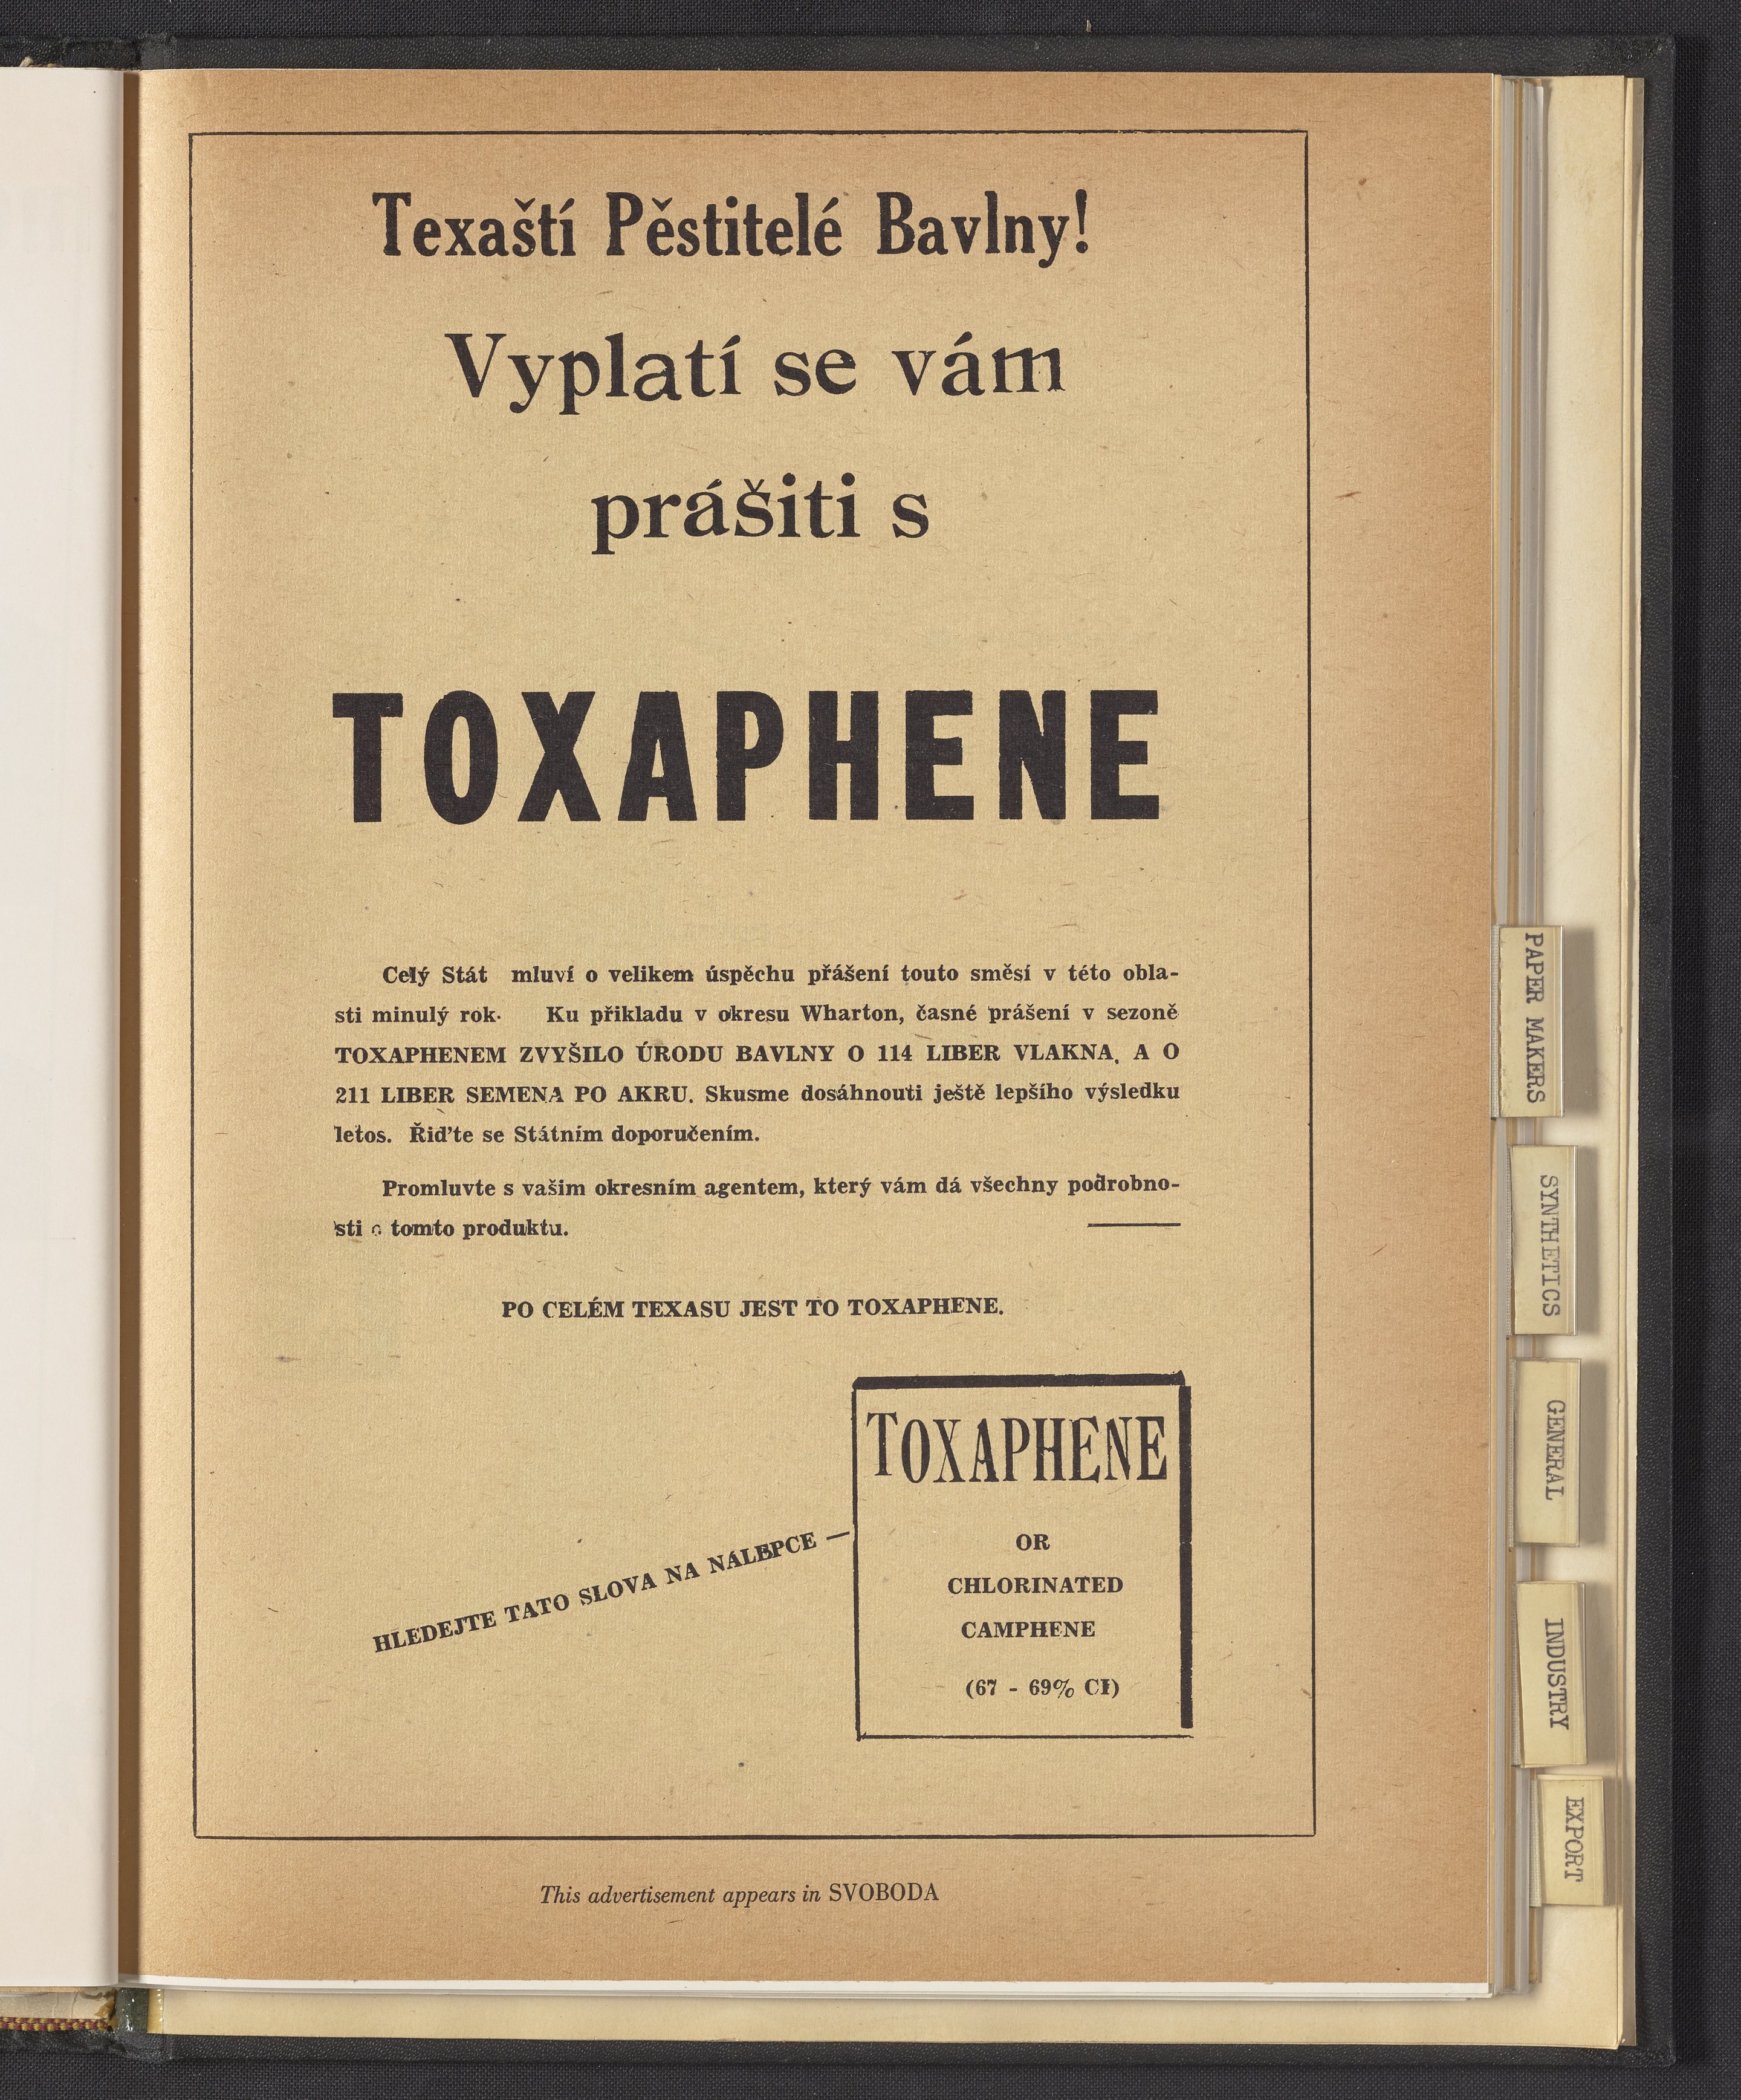 Texaští Pěstitelé Bavlny!
Vyplatí se vám
prášiti s
TOXAPHENE
Celý Stát mluví o velikem úspěchu přášení touto směsí v této obla-
sti minulý rok. Ku přikladu v okresu Wharton, časné prášení v sezoně
TOXAPHENEM ZVYŠILO ÚRODU BAVLNY O 114 LIBER VLAKNA, A O
211 LIBER SEMENA PO AKRU. Skusme dosáhnouti ještě lepšího výsledku
letos. Řiďte se Státním doporučením.
Promluvte s vašim okresním agentem, který vám dá všechny podrobno-
sti o tomto produktu.
PO CELÉM TEXASU JEST TO TOXAPHENE.
HLEDEJTE TATO SLOVA NA NÁLEPCE —
TOXAPHENE
OR
CHLORINATED
CAMPHENE
(67 - 69% Cl)
This advertisement appears in SVOBODA
PAPER MAKERS
SYNTHETICS
GENERAL
INDUSTRY
EXPORT